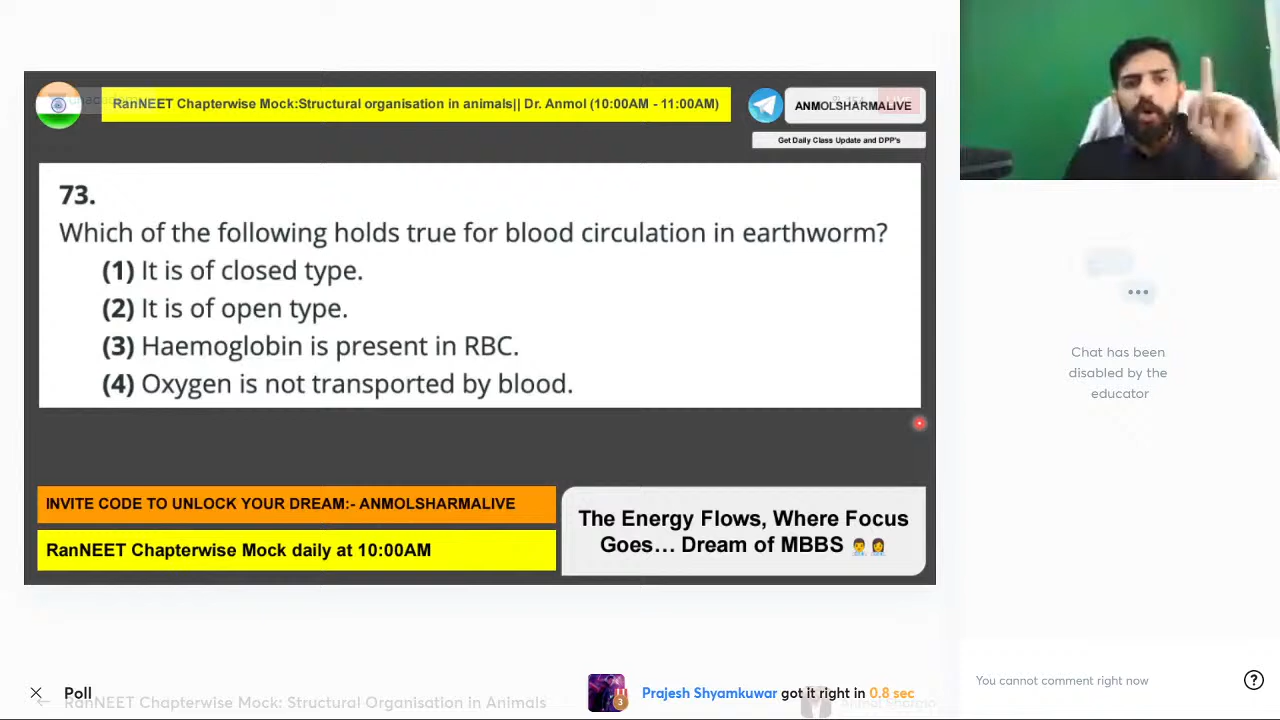 RanNEET Chapterwise Mock:Structural organisation in animals|| Dr. Anmol (10:00AM - 11:00AM)
ANMOLSHARMALIVE
Get Daily Class Update and DPP's
73.
Which of the following holds true for blood circulation in earthworm?
(1) It is of closed type.
(2) It is of open type.
(3) Haemoglobin is present in RBC.
(4) Oxygen is not transported by blood.
INVITE CODE TO UNLOCK YOUR DREAM:- ANMOLSHARMALIVE
RanNEET Chapterwise Mock daily at 10:00AM
The Energy Flows, Where Focus
Goes... Dream of MBBS 👨‍⚕️👩‍⚕️
Chat has been
disabled by the
educator
You cannot comment right now
Poll
Prajesh Shyamkuwar got it right in 0.8 sec
3
RanNEET Chapterwise Mock: Structural Organisation in Animals